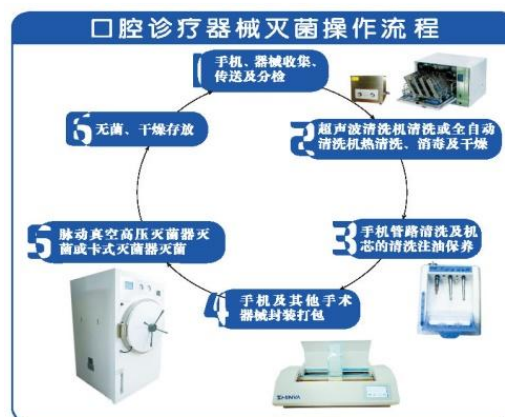 口腔诊疗器械灭菌操作流程
1
手机、器械收集、
传送及分检
2
超声波清洗机清洗或全自动
清洗机热清洗、消毒及干燥
3
手机管路清洗及机
芯的清洗注油保养
4
手机及其他手术
器械封装打包
5
脉动真空高压灭菌器灭
菌或卡式灭菌器灭菌
6
无菌、干燥存放
SHINVA